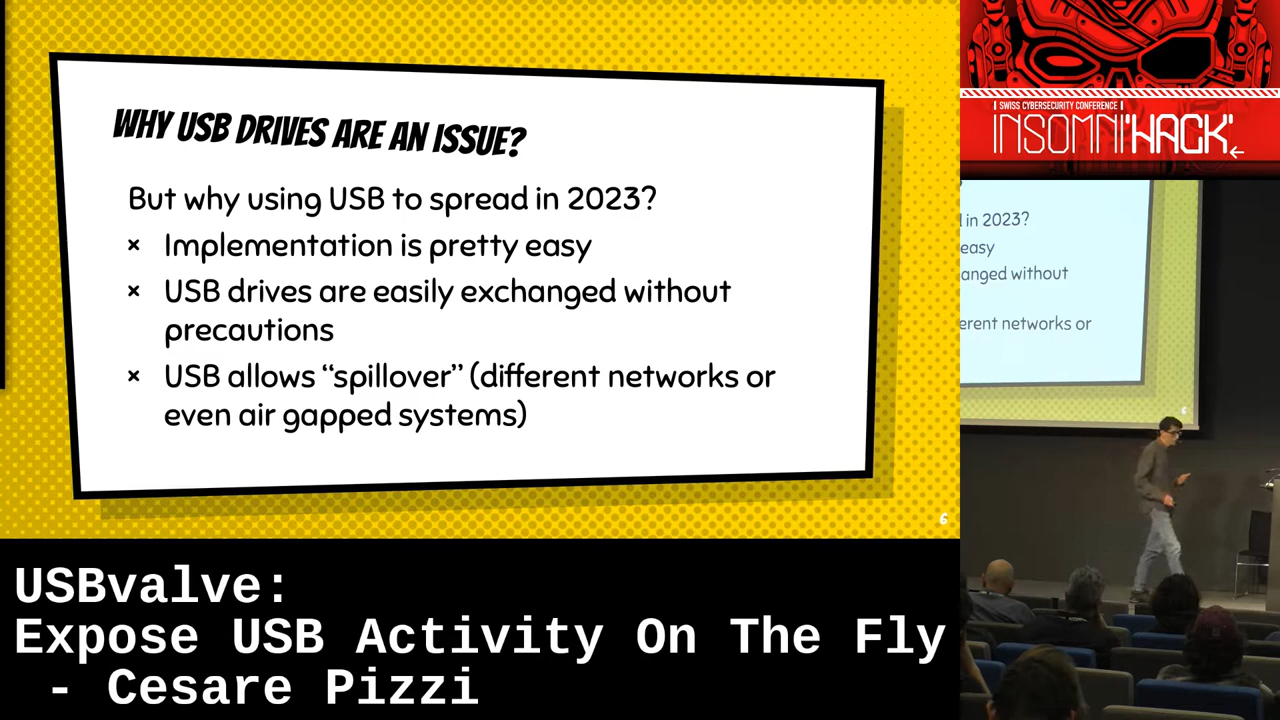 WHY USB DRIVES ARE AN ISSUE?
But why using USB to spread in 2023?
× Implementation is pretty easy
× USB drives are easily exchanged without
precautions
× USB allows “spillover” (different networks or
even air gapped systems)
6
USBvalve:
Expose USB Activity On The Fly
- Cesare Pizzi
SWISS CYBERSECURITY CONFERENCE
INSOMNI'HACK'
in 2023?
easy
anged without
erent networks or
6